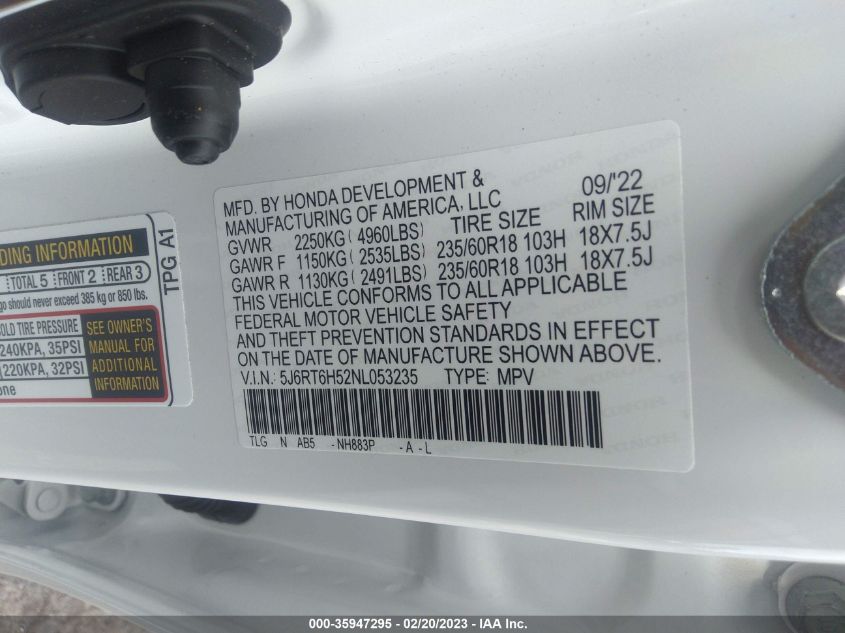 MFD. BY HONDA DEVELOPMENT &
MANUFACTURING OF AMERICA, LLC 09/'22
GVWR 2250KG ( 4960LBS) TIRE SIZE RIM SIZE
GAWR F 1150KG ( 2535LBS) 235/60R18 103H 18X7.5J
GAWR R 1130KG ( 2491LBS) 235/60R18 103H 18X7.5J
THIS VEHICLE CONFORMS TO ALL APPLICABLE
FEDERAL MOTOR VEHICLE SAFETY
AND THEFT PREVENTION STANDARDS IN EFFECT
ON THE DATE OF MANUFACTURE SHOWN ABOVE.
V.I.N.: 5J6RT6H52NL053235 TYPE: MPV
TLG N AB5 -NH883P -A -L
DING INFORMATION
TOTAL 5 FRONT 2 REAR 3
go should never exceed 385 kg or 850 lbs.
OLD TIRE PRESSURE
240KPA, 35PSI
220KPA, 32PSI
one
SEE OWNER'S
MANUAL FOR
ADDITIONAL
INFORMATION
TPG A1
000-35947295 - 02/20/2023 - IAA Inc.